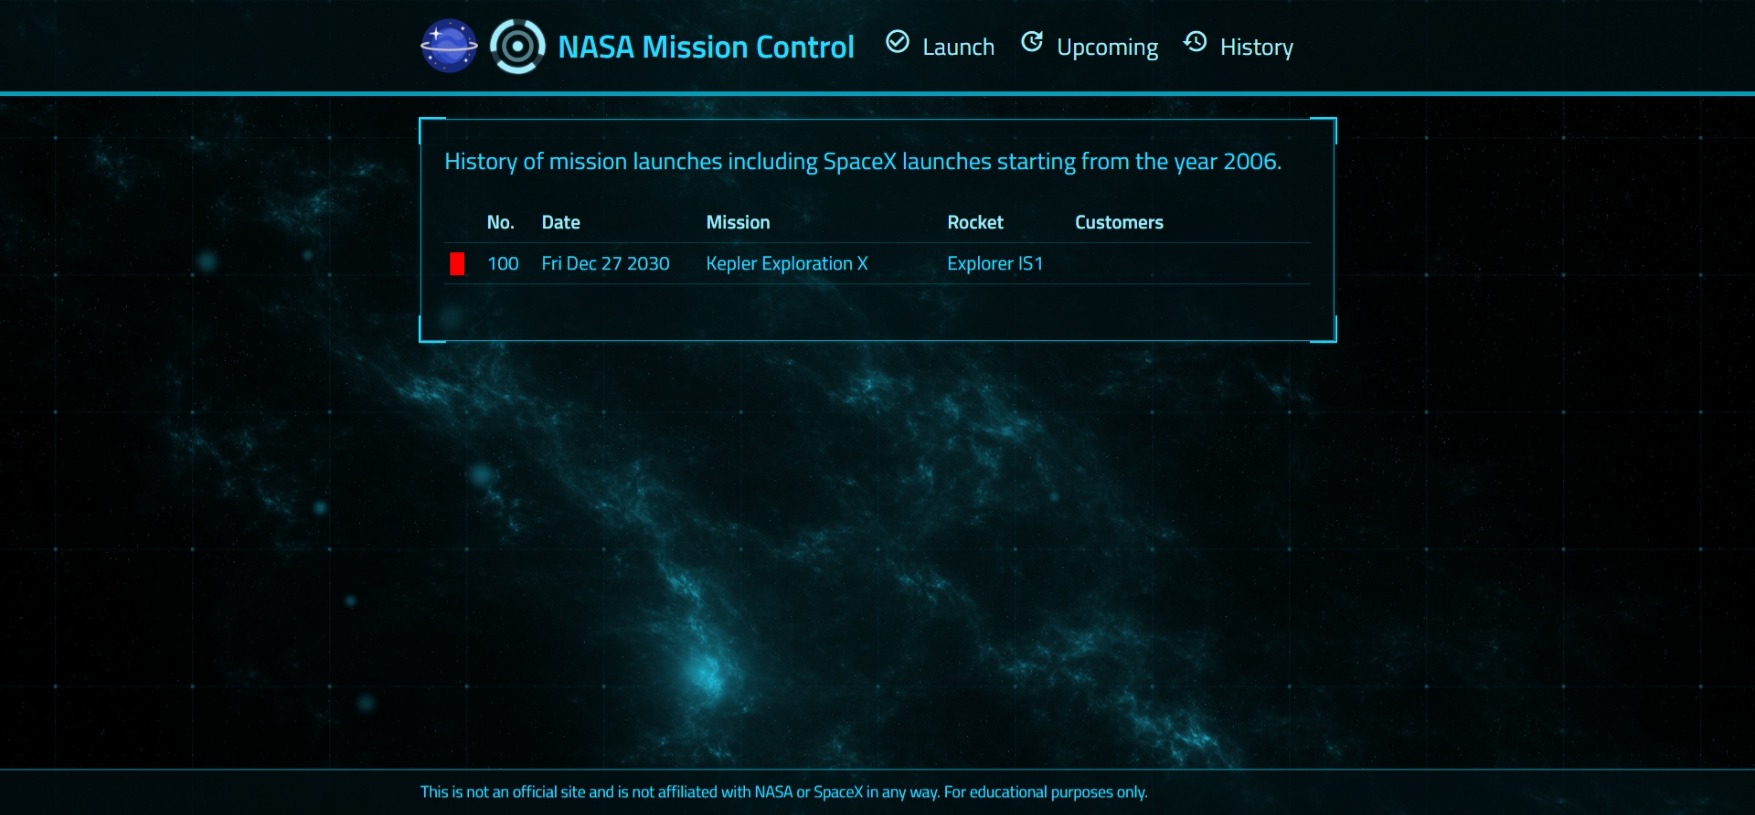 NASA Mission Control Launch Upcoming History
History of mission launches including SpaceX launches starting from the year 2006.
No. Date Mission Rocket Customers
100 Fri Dec 27 2030 Kepler Exploration X Explorer IS1
This is not an official site and is not affiliated with NASA or SpaceX in any way. For educational purposes only.